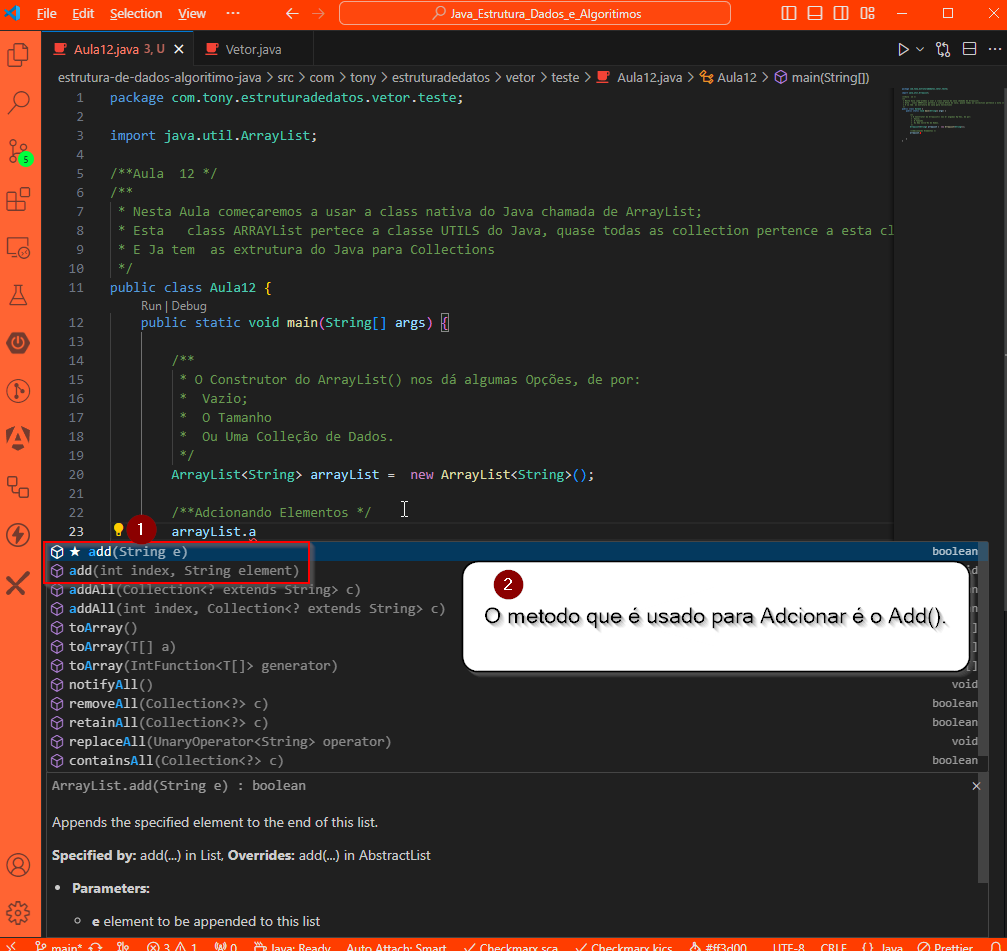 File Edit Selection View ··· ← → Java_Estrutura_Dados_e_Algoritimos
Aula12.java 3, U × Vetor.java
estrutura-de-dados-algoritimo-java > src > com > tony > estruturadedatos > vetor > teste > Aula12.java > Aula12 > main(String[])
1 package com.tony.estruturadedatos.vetor.teste;
2
3 import java.util.ArrayList;
4
5 /**Aula  12 */
6 /**
7 * Nesta Aula começaremos a usar a class nativa do Java chamada de ArrayList;
8 * Esta   class ARRAYList pertece a classe UTILS do Java, quase todas as collection pertence a esta cl
9 * E Ja tem  as extrutura do Java para Collections
10 */
11 public class Aula12 {
Run | Debug
12 public static void main(String[] args) {
13
14 /**
15 * O Construtor do ArrayList() nos dá algumas Opções, de por:
16 *  Vazio;
17 *  O Tamanho
18 *  Ou Uma Colleção de Dados.
19 */
20 ArrayList<String> arrayList =  new ArrayList<String>();
21
22 /**Adcionando Elementos */
23 arrayList.a
1
★ add(String e) boolean
add(int index, String element)
addAll(Collection<? extends String> c)
addAll(int index, Collection<? extends String> c)
toArray()
toArray(T[] a)
toArray(IntFunction<T[]> generator)
notifyAll() void
removeAll(Collection<?> c) boolean
retainAll(Collection<?> c) boolean
replaceAll(UnaryOperator<String> operator) void
containsAll(Collection<?> c) boolean
2
O metodo que é usado para Adcionar é o Add().
ArrayList.add(String e) : boolean ×
Appends the specified element to the end of this list.
Specified by: add(...) in List, Overrides: add(...) in AbstractList
• Parameters:
○ e element to be appended to this list
5
main* 3 1 0 Java: Ready Auto Attach: Smart ✓ Checkmarx sca ✓ Checkmarx kics #ff3d00 UTF-8 CRLF {} Java Prettier